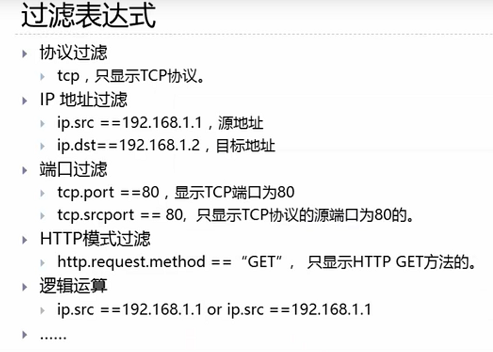 过滤表达式
协议过滤
tcp，只显示TCP协议。
IP 地址过滤
ip.src ==192.168.1.1，源地址
ip.dst==192.168.1.2，目标地址
端口过滤
tcp.port ==80，显示TCP端口为80
tcp.srcport == 80, 只显示TCP协议的源端口为80的。
HTTP模式过滤
http.request.method ==“GET”, 只显示HTTP GET方法的。
逻辑运算
ip.src ==192.168.1.1 or ip.src ==192.168.1.1
......